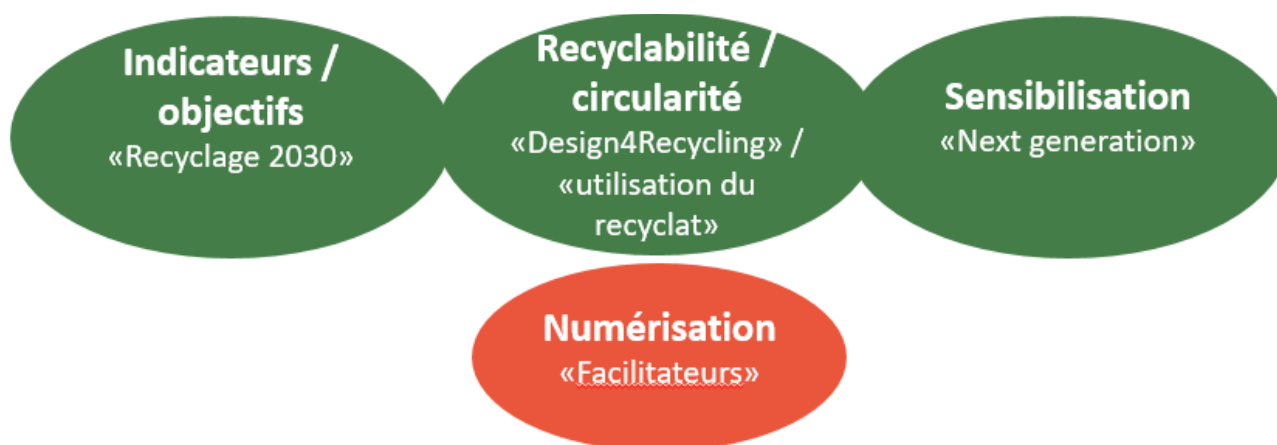 Indicateurs /
objectifs
«Recyclage 2030»
Recyclabilité /
circularité
«Design4Recycling» /
«utilisation du
recyclat»
Sensibilisation
«Next generation»
Numérisation
«Facilitateurs»